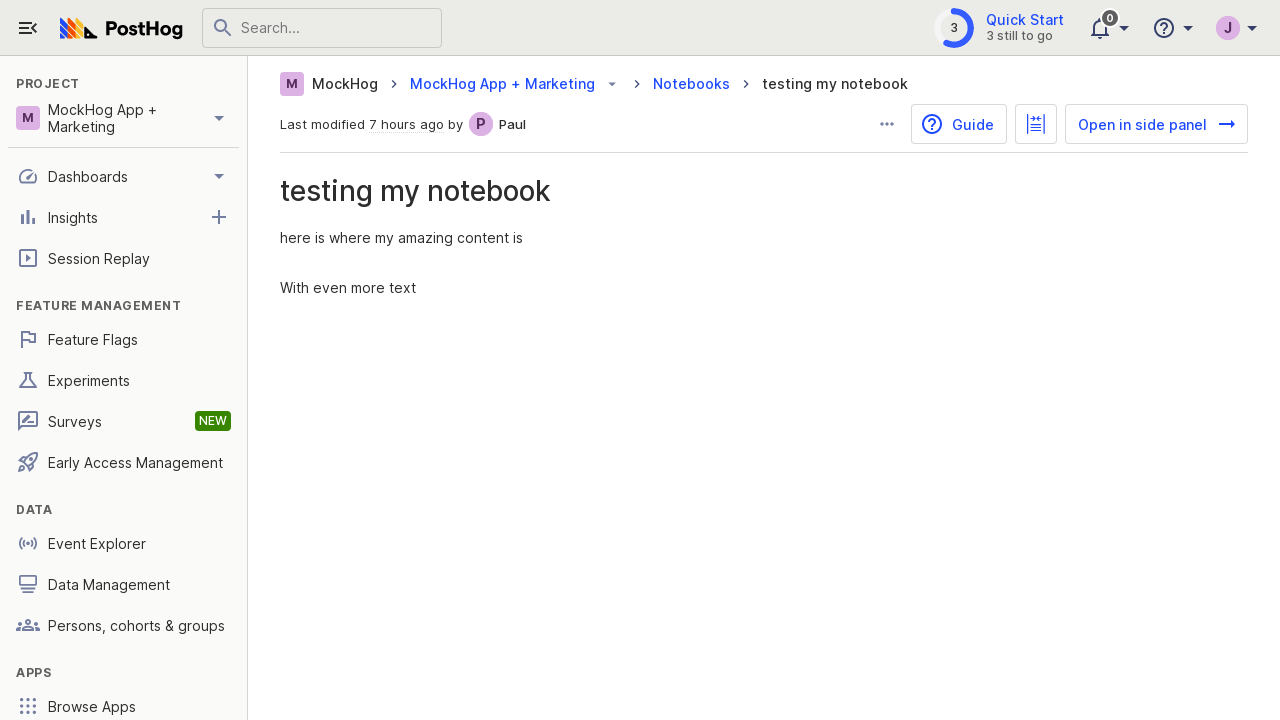 PostHog
Search...
3
Quick Start
3 still to go
0
J
PROJECT
M
MockHog App +
Marketing
Dashboards
Insights
Session Replay
FEATURE MANAGEMENT
Feature Flags
Experiments
Surveys
NEW
Early Access Management
DATA
Event Explorer
Data Management
Persons, cohorts & groups
APPS
Browse Apps
M MockHog MockHog App + Marketing Notebooks testing my notebook
Last modified 7 hours ago by P Paul
Guide
Open in side panel
testing my notebook
here is where my amazing content is
With even more text